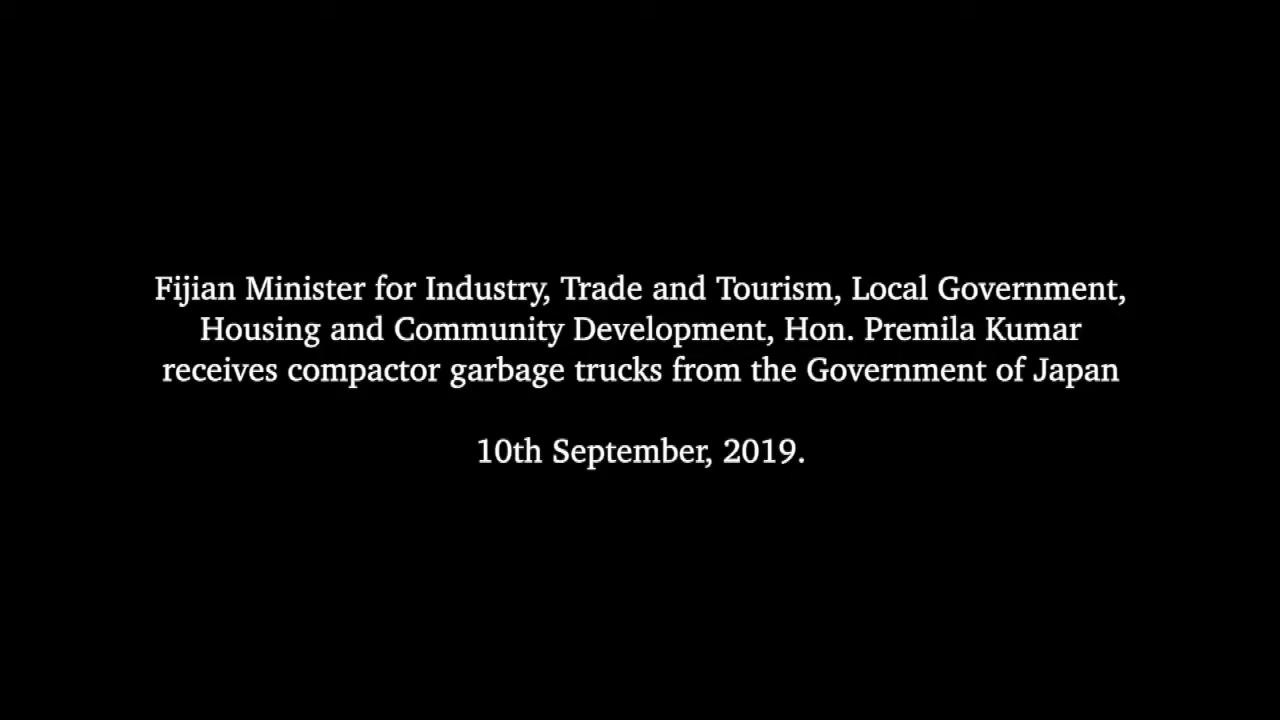 Fijian Minister for Industry, Trade and Tourism, Local Government,
Housing and Community Development, Hon. Premila Kumar
receives compactor garbage trucks from the Government of Japan
10th September, 2019.